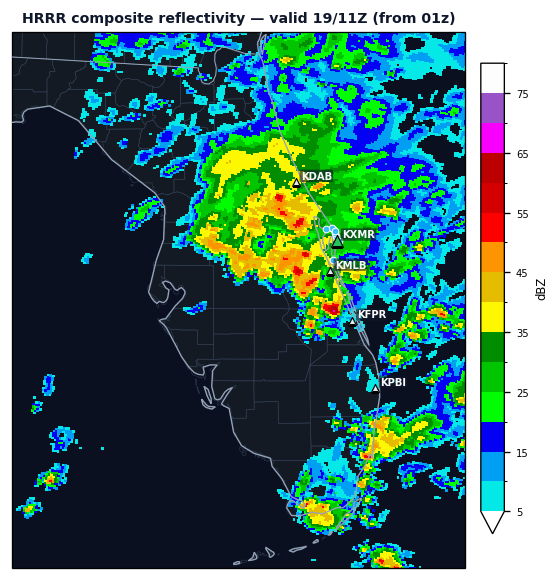 HRRR composite reflectivity — valid 19/11Z (from 01z)
KDAB
KXMR
KMLB
KFPR
KPBI
75
65
55
45
35
25
15
5
dBZ